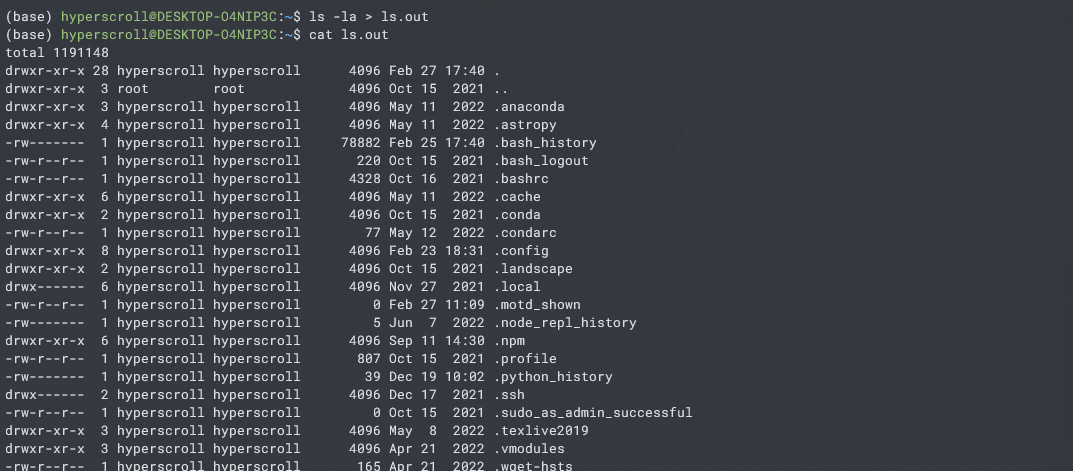 (base) hyperscroll@DESKTOP-O4NIP3C:~$ ls -la > ls.out
(base) hyperscroll@DESKTOP-O4NIP3C:~$ cat ls.out
total 1191148
drwxr-xr-x 28 hyperscroll hyperscroll      4096 Feb 27 17:40 .
drwxr-xr-x  3 root        root             4096 Oct 15  2021 ..
drwxr-xr-x  3 hyperscroll hyperscroll      4096 May 11  2022 .anaconda
drwxr-xr-x  4 hyperscroll hyperscroll      4096 May 11  2022 .astropy
-rw-------  1 hyperscroll hyperscroll     78882 Feb 25 17:40 .bash_history
-rw-r--r--  1 hyperscroll hyperscroll       220 Oct 15  2021 .bash_logout
-rw-r--r--  1 hyperscroll hyperscroll      4328 Oct 16  2021 .bashrc
drwxr-xr-x  6 hyperscroll hyperscroll      4096 May 11  2022 .cache
drwxr-xr-x  2 hyperscroll hyperscroll      4096 Oct 15  2021 .conda
-rw-r--r--  1 hyperscroll hyperscroll        77 May 12  2022 .condarc
drwxr-xr-x  8 hyperscroll hyperscroll      4096 Feb 23 18:31 .config
drwxr-xr-x  2 hyperscroll hyperscroll      4096 Oct 15  2021 .landscape
drwx------  6 hyperscroll hyperscroll      4096 Nov 27  2021 .local
-rw-r--r--  1 hyperscroll hyperscroll         0 Feb 27 11:09 .motd_shown
-rw-------  1 hyperscroll hyperscroll         5 Jun  7  2022 .node_repl_history
drwxr-xr-x  6 hyperscroll hyperscroll      4096 Sep 11 14:30 .npm
-rw-r--r--  1 hyperscroll hyperscroll       807 Oct 15  2021 .profile
-rw-------  1 hyperscroll hyperscroll        39 Dec 19 10:02 .python_history
drwx------  2 hyperscroll hyperscroll      4096 Dec 17  2021 .ssh
-rw-r--r--  1 hyperscroll hyperscroll         0 Oct 15  2021 .sudo_as_admin_successful
drwxr-xr-x  3 hyperscroll hyperscroll      4096 May  8  2022 .texlive2019
drwxr-xr-x  3 hyperscroll hyperscroll      4096 Apr 21  2022 .vmodules
-rw-r--r--  1 hyperscroll hyperscroll       165 Apr 21  2022 .wget-hsts